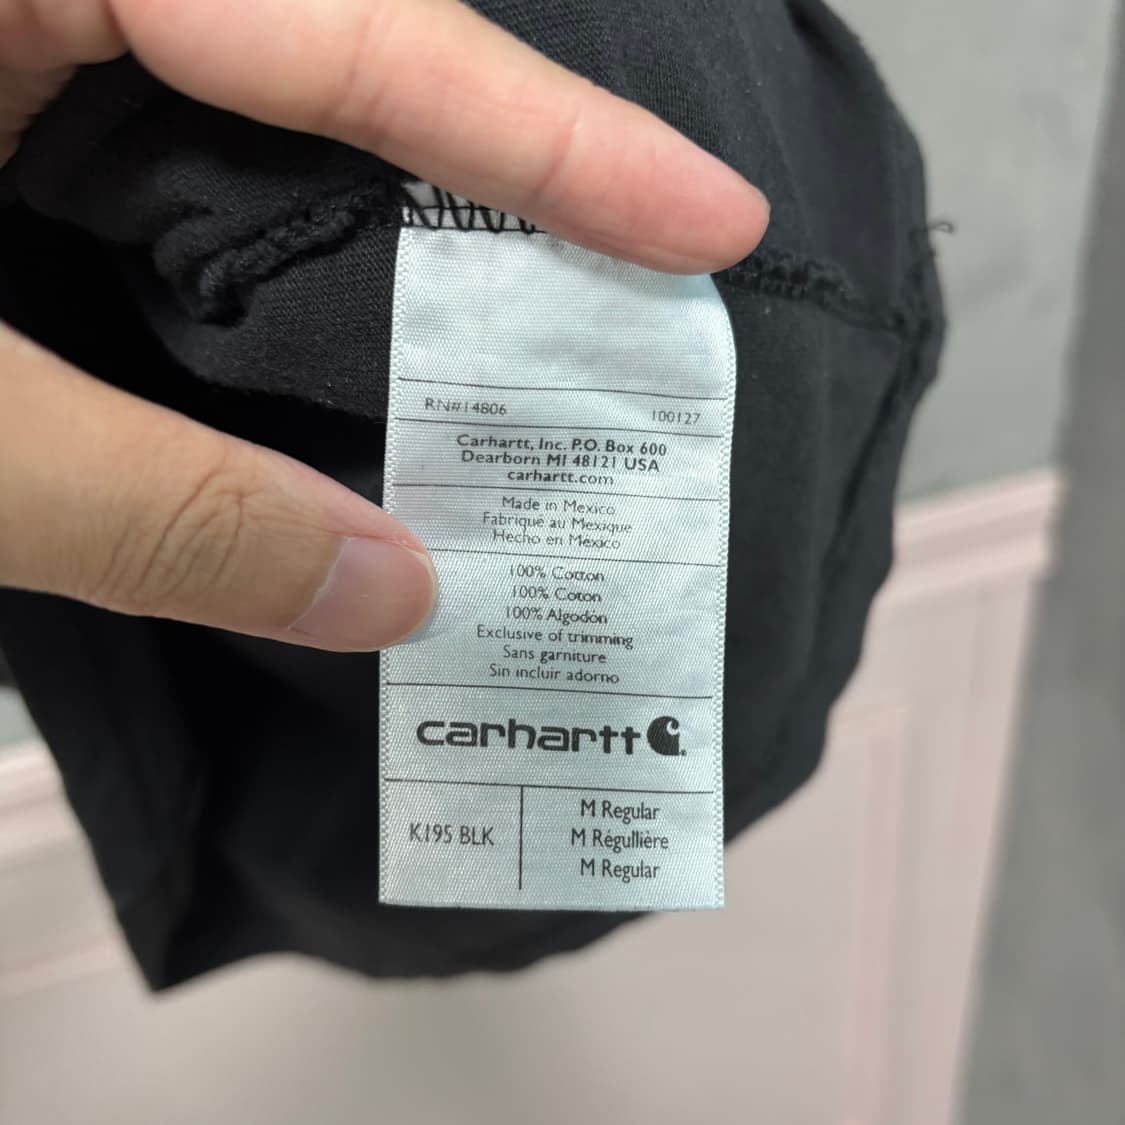 RN#14806 100127
Carhartt, Inc. P.O. Box 600
Dearborn MI 48121 USA
carhartt.com
Made in Mexico
Fabriqué au Mexique
Hecho en México
100% Cotton
100% Coton
100% Algodón
Exclusive of trimming
Sans garniture
Sin incluir adorno
carhartt
K195 BLK
M Regular
M Régullière
M Regular